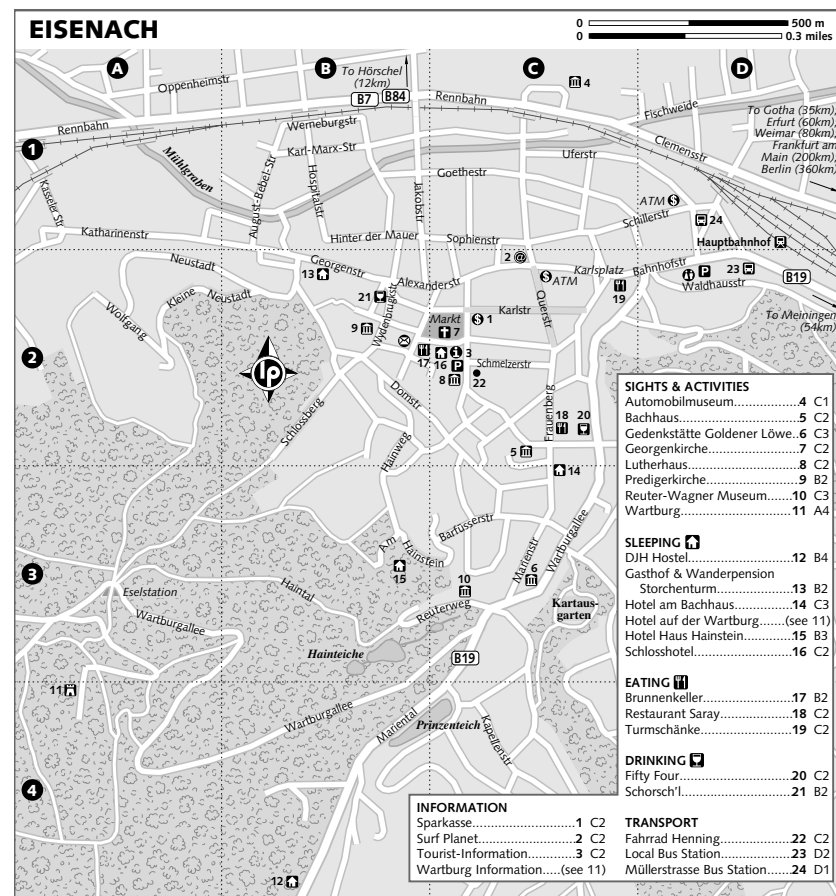 EISENACH
0 500 m
0 0.3 miles
A
B
C
D
Oppenheimstr
To Hörschel
(12km)
B7
B84
4
Rennbahn
Rennbahn
Fischweide
To Gotha (35km),
Erfurt (60km),
Weimar (80km),
Frankfurt am
Main (200km),
Berlin (360km)
1
Werneburgstr
Karl-Marx-Str
Mühlgraben
Clemensstr
Uferstr
Goethestr
Kasseler Str
August-Bebel-Str
Hospitalstr
Jakobstr
ATM
Schillerstr
24
Katharinenstr
Hinter der Mauer
Sophienstr
Hauptbahnhof
Neustadt
Georgenstr
13
2
ATM
Karlsplatz
Bahnhofstr
P
23
B19
Waldhausstr
19
Alexanderstr
21
Kleine Neustadt
Wolfgang
Wydenbrugkstr
Markt
Karlstr
Querstr
To Meiningen
(54km)
9
7
1
2
lp
17
16
3
P
8
Schmelzerstr
22
Domstr
Schlossberg
Hainweg
Frauenberg
18
20
5
14
SIGHTS & ACTIVITIES
Automobilmuseum 4 C1
Bachhaus 5 C2
Gedenkstätte Goldener Löwe 6 C3
Georgenkirche 7 C2
Lutherhaus 8 C2
Predigerkirche 9 B2
Reuter-Wagner Museum 10 C3
Wartburg 11 A4
SLEEPING
DJH Hostel 12 B4
Gasthof & Wanderpension
Storchenturm 13 B2
Hotel am Bachhaus 14 C3
Hotel auf der Wartburg (see 11)
Hotel Haus Hainstein 15 B3
Schlosshotel 16 C2
EATING
Brunnenkeller 17 B2
Restaurant Saray 18 C2
Turmschänke 19 C2
DRINKING
Fifty Four 20 C2
Schorsch'l 21 B2
TRANSPORT
Fahrrad Henning 22 C2
Local Bus Station 23 D2
Müllerstrasse Bus Station 24 D1
Barfüsserstr
Am Hainstein
15
3
Marienstr
Wartburgallee
6
10
Kartaus-
garten
Eselstation
Haintal
Reuterweg
Wartburgallee
Hainteiche
B19
11
Wartburgallee
Mariental
Prinzenteich
Kapellenstr
4
12
INFORMATION
Sparkasse 1 C2
Surf Planet 2 C2
Tourist-Information 3 C2
Wartburg Information (see 11)